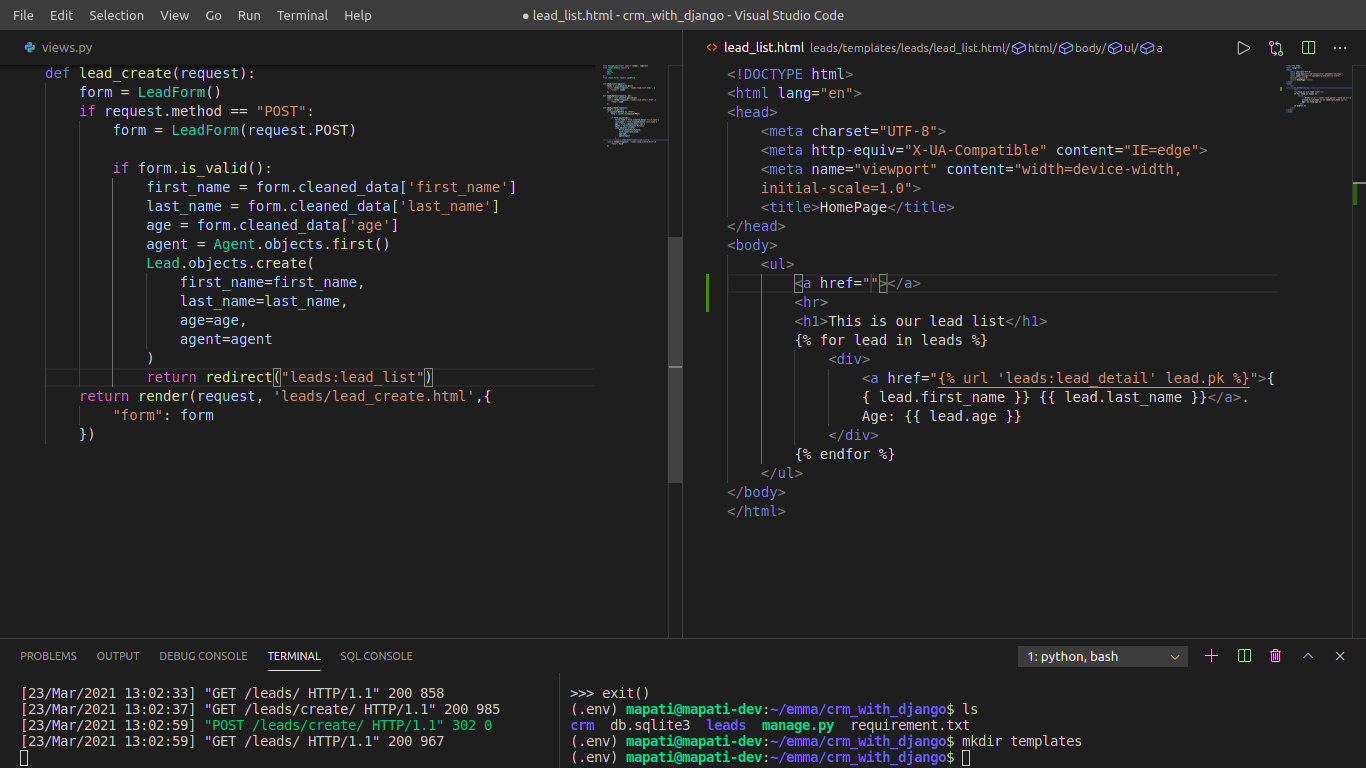 File Edit Selection View Go Run Terminal Help
● lead_list.html - crm_with_django - Visual Studio Code
views.py
def lead_create(request):
    form = LeadForm()
    if request.method == "POST":
        form = LeadForm(request.POST)
        if form.is_valid():
            first_name = form.cleaned_data['first_name']
            last_name = form.cleaned_data['last_name']
            age = form.cleaned_data['age']
            agent = Agent.objects.first()
            Lead.objects.create(
                first_name=first_name,
                last_name=last_name,
                age=age,
                agent=agent
            )
            return redirect("leads:lead_list")
    return render(request, 'leads/lead_create.html',{
        "form": form
    })
<> lead_list.html leads/templates/leads/lead_list.html/ html/ body/ ul/ a
<!DOCTYPE html>
<html lang="en">
<head>
    <meta charset="UTF-8">
    <meta http-equiv="X-UA-Compatible" content="IE=edge">
    <meta name="viewport" content="width=device-width,
    initial-scale=1.0">
    <title>HomePage</title>
</head>
<body>
    <ul>
        <a href=""></a>
        <hr>
        <h1>This is our lead list</h1>
        {% for lead in leads %}
            <div>
                <a href="{% url 'leads:lead_detail' lead.pk %}">{
                { lead.first_name }} {{ lead.last_name }}</a>.
                Age: {{ lead.age }}
            </div>
        {% endfor %}
    </ul>
</body>
</html>
PROBLEMS OUTPUT DEBUG CONSOLE TERMINAL SQL CONSOLE
1: python, bash
[23/Mar/2021 13:02:33] "GET /leads/ HTTP/1.1" 200 858
[23/Mar/2021 13:02:37] "GET /leads/create/ HTTP/1.1" 200 985
[23/Mar/2021 13:02:59] "POST /leads/create/ HTTP/1.1" 302 0
[23/Mar/2021 13:02:59] "GET /leads/ HTTP/1.1" 200 967
>>> exit()
(.env) mapati@mapati-dev:~/emma/crm_with_django$ ls
crm db.sqlite3 leads manage.py requirement.txt
(.env) mapati@mapati-dev:~/emma/crm_with_django$ mkdir templates
(.env) mapati@mapati-dev:~/emma/crm_with_django$